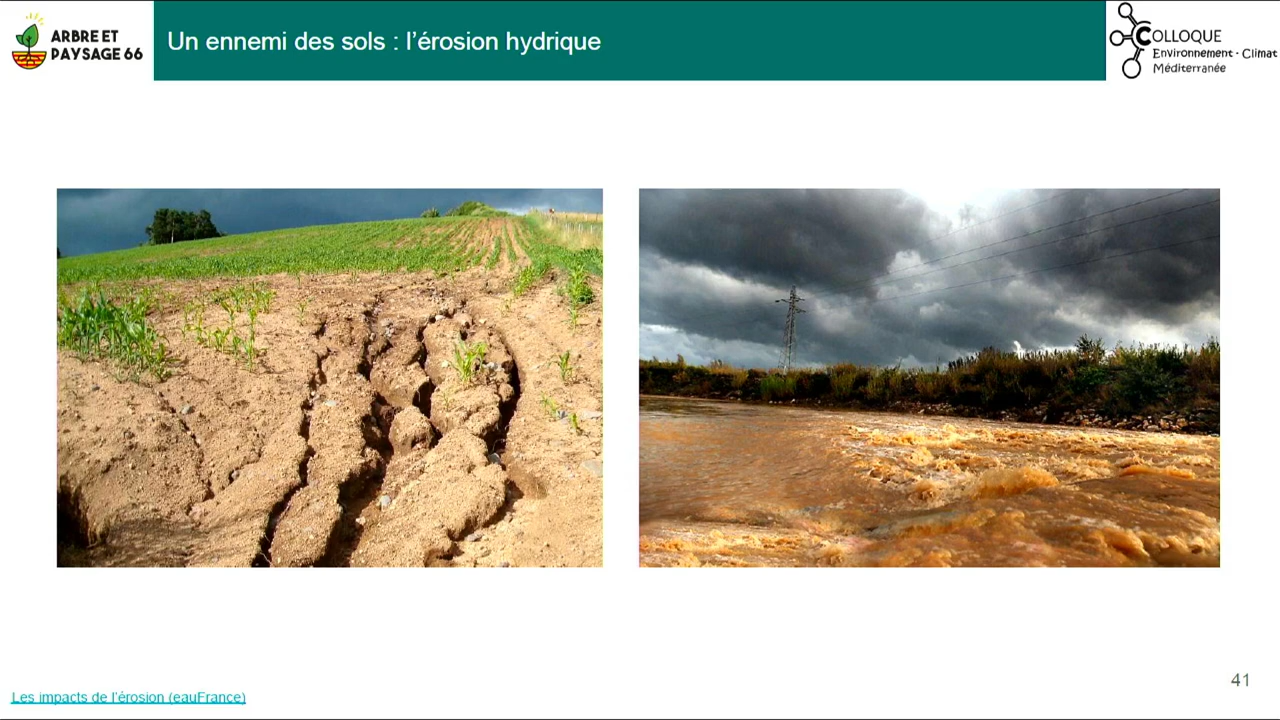 ARBRE ET
PAYSAGE 66
Un ennemi des sols : l'érosion hydrique
COLLOQUE
Environnement - Climat
Méditerranée
41
Les impacts de l'érosion (eauFrance)